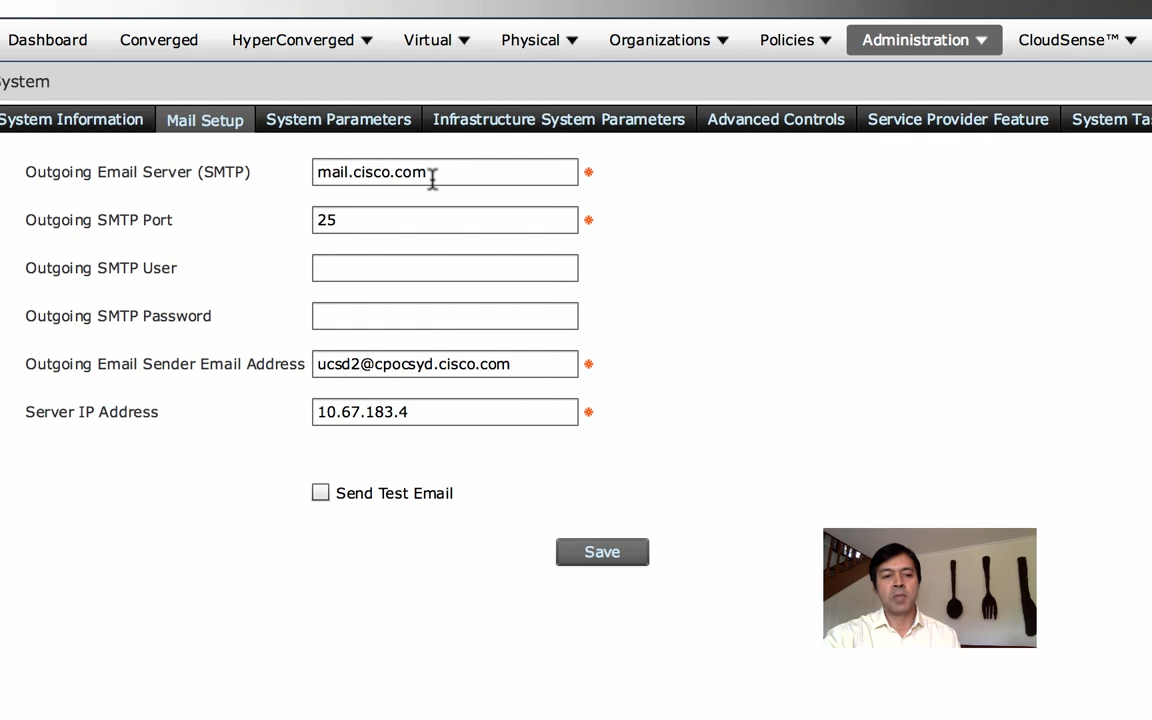 Dashboard Converged HyperConverged Virtual Physical Organizations Policies Administration CloudSense™
System
System Information Mail Setup System Parameters Infrastructure System Parameters Advanced Controls Service Provider Feature System Ta
Outgoing Email Server (SMTP) mail.cisco.com
Outgoing SMTP Port 25
Outgoing SMTP User
Outgoing SMTP Password
Outgoing Email Sender Email Address ucsd2@cpocsyd.cisco.com
Server IP Address 10.67.183.4
Send Test Email
Save